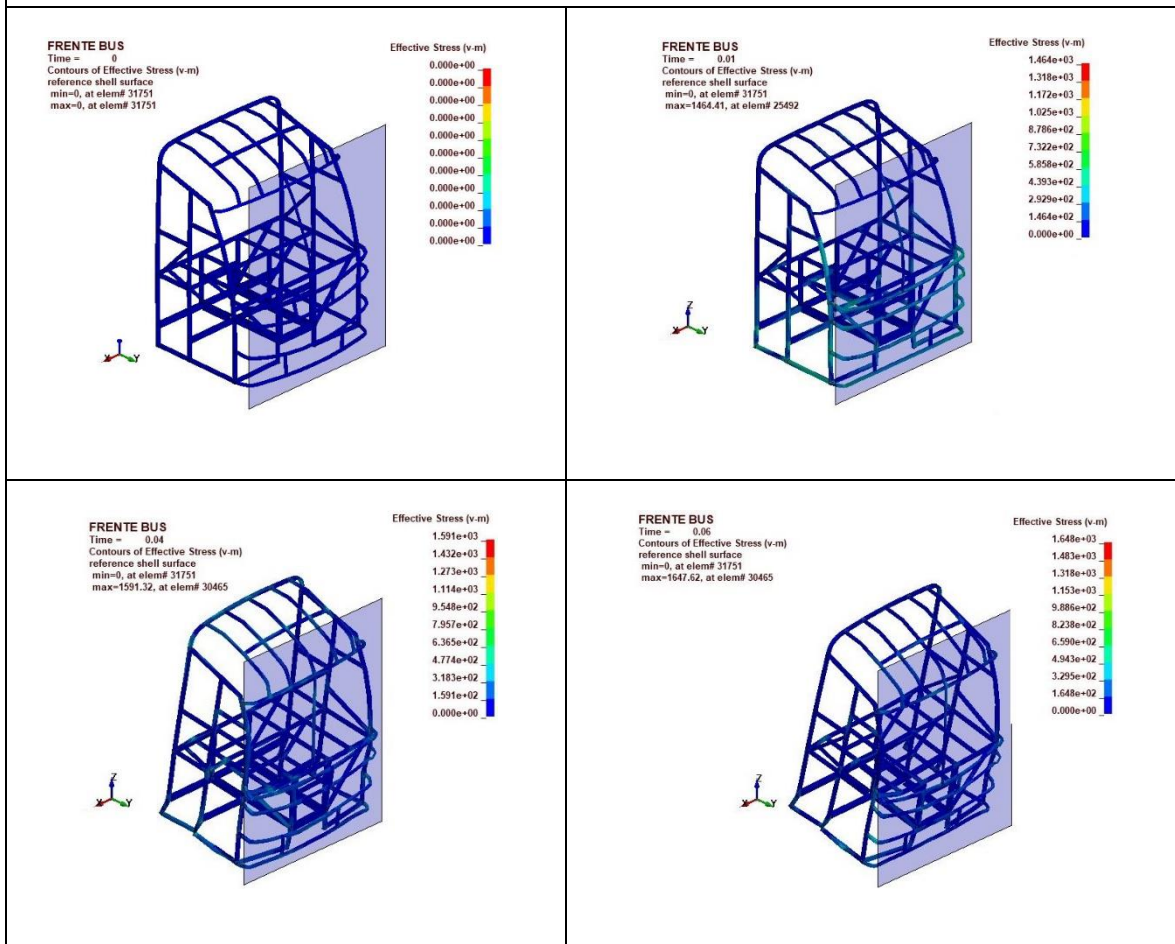 FRENTE BUS
Time = 0
Contours of Effective Stress (v-m)
reference shell surface
min=0, at elem# 31751
max=0, at elem# 31751
Effective Stress (v-m)
0.000e+00
0.000e+00
0.000e+00
0.000e+00
0.000e+00
0.000e+00
0.000e+00
0.000e+00
0.000e+00
0.000e+00
0.000e+00
X
Y
FRENTE BUS
Time = 0.01
Contours of Effective Stress (v-m)
reference shell surface
min=0, at elem# 31751
max=1464.41, at elem# 25492
Effective Stress (v-m)
1.464e+03
1.318e+03
1.172e+03
1.025e+03
8.786e+02
7.322e+02
5.858e+02
4.393e+02
2.929e+02
1.464e+02
0.000e+00
Z
X
Y
FRENTE BUS
Time = 0.04
Contours of Effective Stress (v-m)
reference shell surface
min=0, at elem# 31751
max=1591.32, at elem# 30465
Effective Stress (v-m)
1.591e+03
1.432e+03
1.273e+03
1.114e+03
9.548e+02
7.957e+02
6.365e+02
4.774e+02
3.183e+02
1.591e+02
0.000e+00
Z
X
Y
FRENTE BUS
Time = 0.06
Contours of Effective Stress (v-m)
reference shell surface
min=0, at elem# 31751
max=1647.62, at elem# 30465
Effective Stress (v-m)
1.648e+03
1.483e+03
1.318e+03
1.153e+03
9.886e+02
8.238e+02
6.590e+02
4.943e+02
3.295e+02
1.648e+02
0.000e+00
Z
X
Y